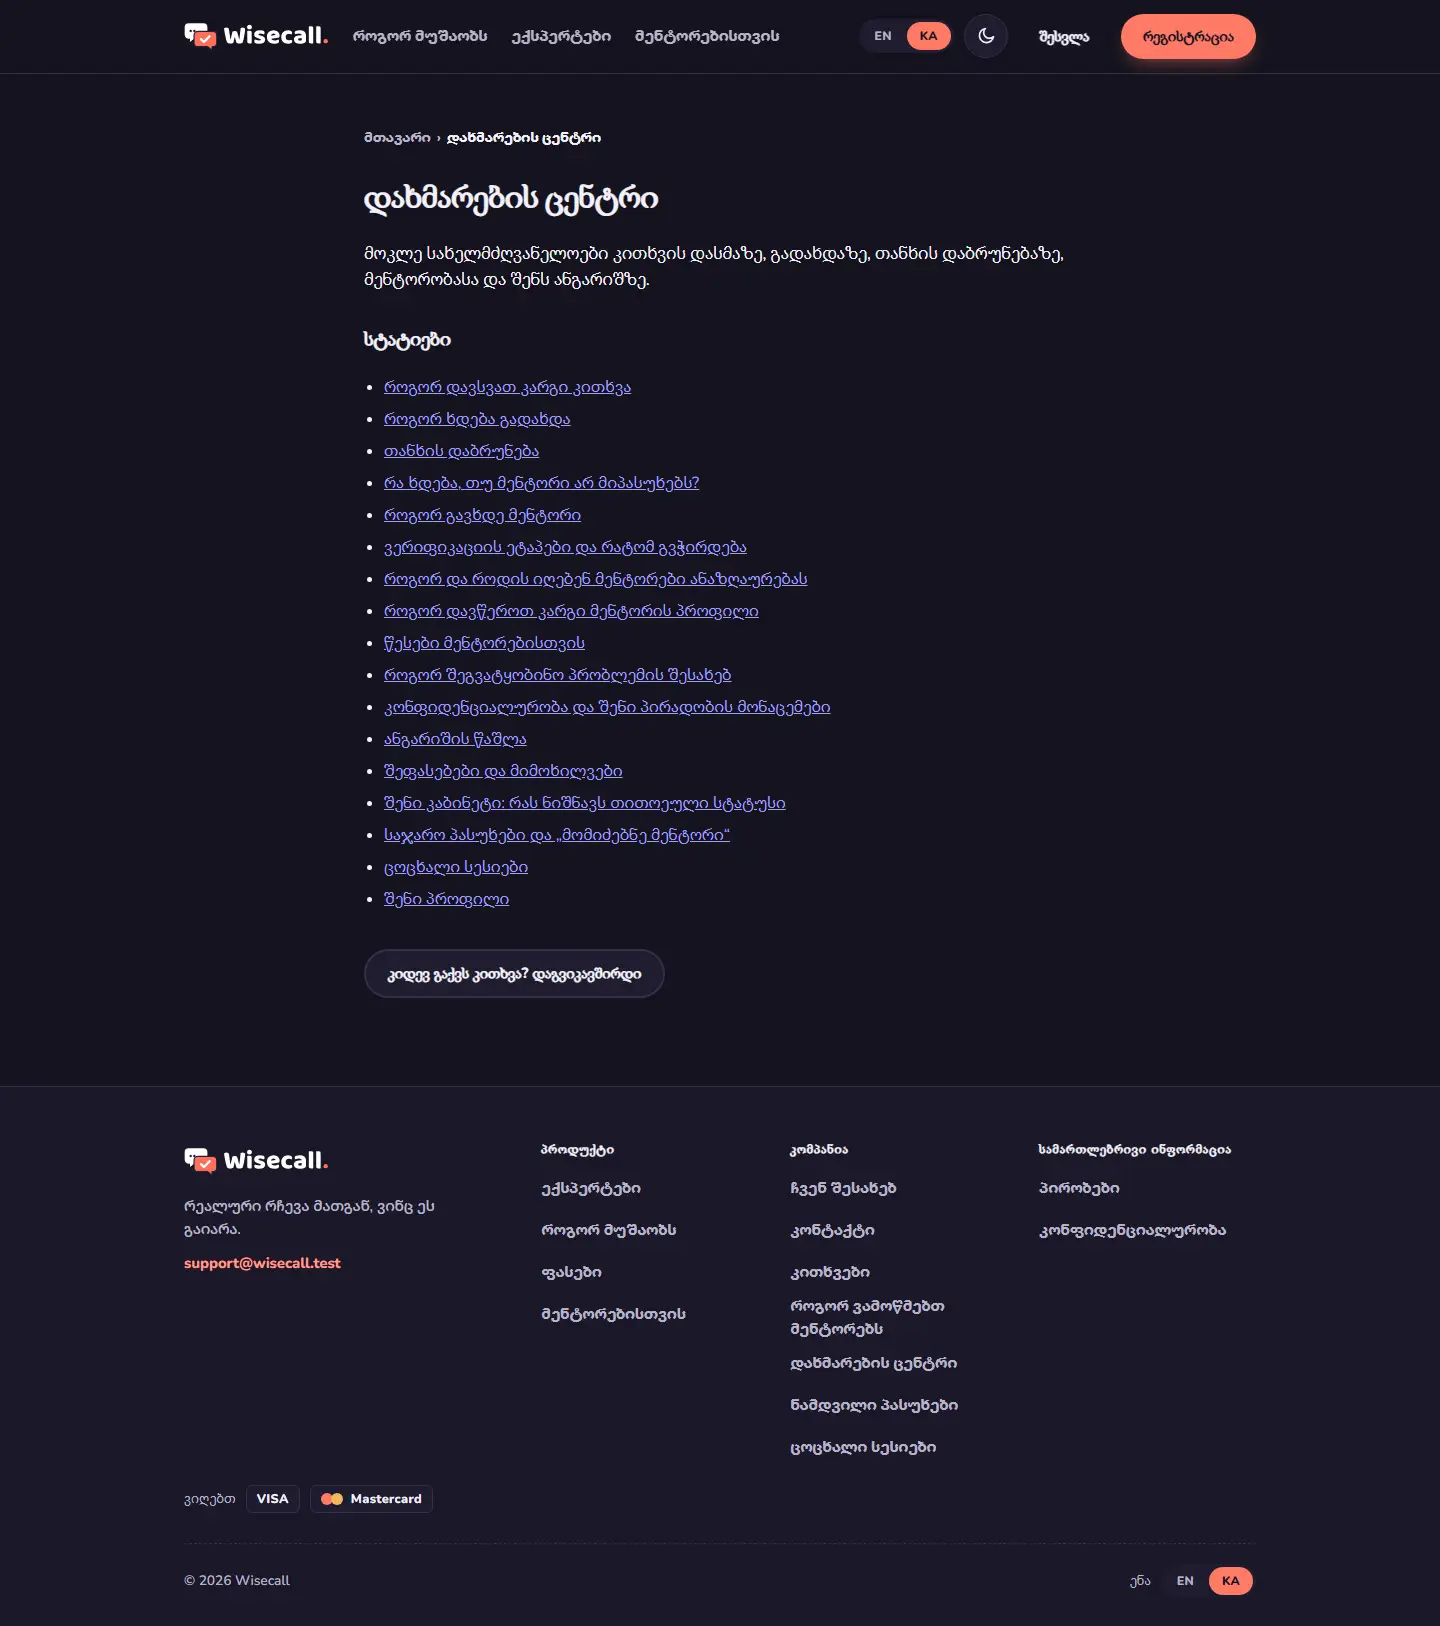 Wisecall.
როგორ მუშაობს
ექსპერტები
მენტორებისთვის
EN KA
შესვლა
რეგისტრაცია
მთავარი › დახმარების ცენტრი
დახმარების ცენტრი
მოკლე სახელმძღვანელოები კითხვის დასმაზე, გადახდაზე, თანხის დაბრუნებაზე,
მენტორობასა და შენს ანგარიშზე.
სტატიები
• როგორ დავსვათ კარგი კითხვა
• როგორ ხდება გადახდა
• თანხის დაბრუნება
• რა ხდება, თუ მენტორი არ მიპასუხებს?
• როგორ გავხდე მენტორი
• ვერიფიკაციის ეტაპები და რატომ გვჭირდება
• როგორ და როდის იღებენ მენტორები ანაზღაურებას
• როგორ დავწეროთ კარგი მენტორის პროფილი
• წესები მენტორებისთვის
• როგორ შეგვატყობინო პრობლემის შესახებ
• კონფიდენციალურობა და შენი პირადობის მონაცემები
• ანგარიშის წაშლა
• შეფასებები და მიმოხილვები
• შენი კაბინეტი: რას ნიშნავს თითოეული სტატუსი
• საჯარო პასუხები და „მომიძებნე მენტორი“
• ცოცხალი სესიები
• შენი პროფილი
კიდევ გაქვს კითხვა? დაგვიკავშირდი
Wisecall.
რეალური რჩევა მათგან, ვინც ეს
გაიარა.
support@wisecall.test
პროდუქტი
ექსპერტები
როგორ მუშაობს
ფასები
მენტორებისთვის
კომპანია
ჩვენ შესახებ
კონტაქტი
კითხვები
როგორ ვამოწმებთ
მენტორებს
დახმარების ცენტრი
ნამდვილი პასუხები
ცოცხალი სესიები
სამართლებრივი ინფორმაცია
პირობები
კონფიდენციალურობა
ვიღებთ VISA Mastercard
© 2026 Wisecall
ენა EN KA